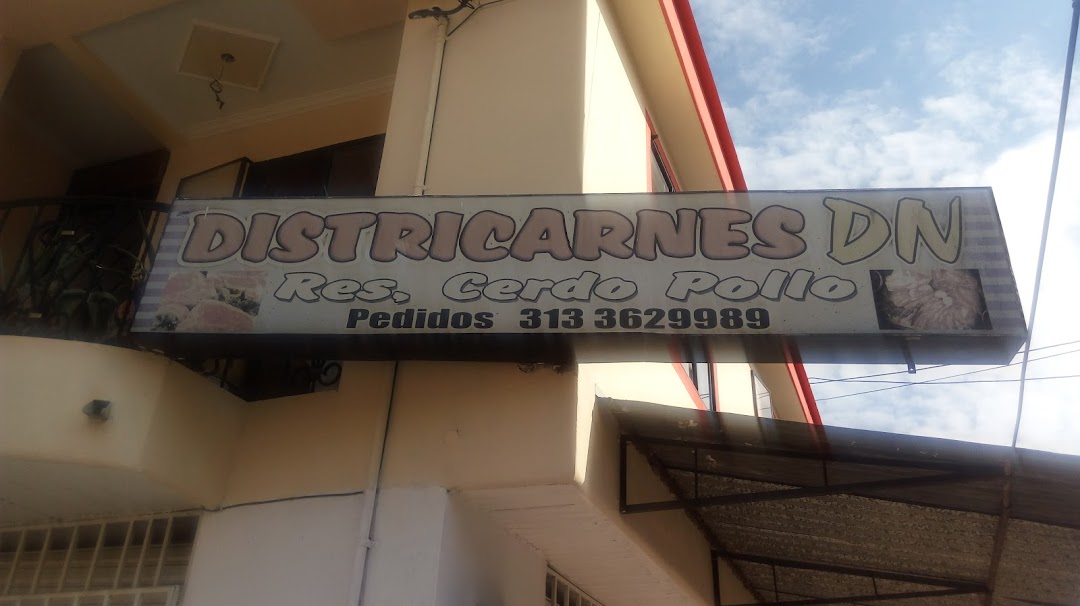 DISTRICARNES DN
Res, Cerdo Pollo
Pedidos 313 3629989